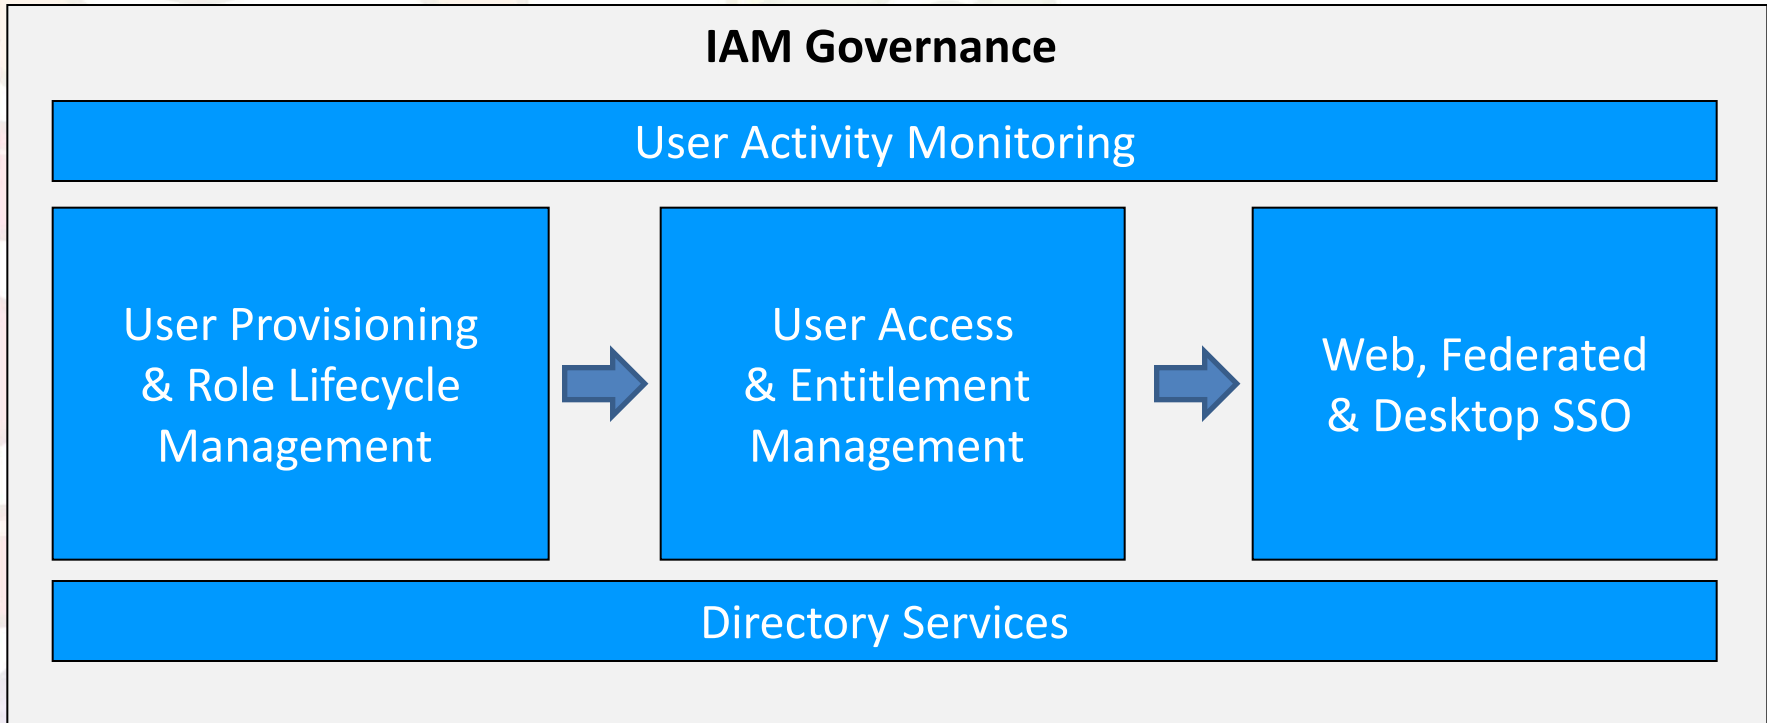 IAM Governance
User Activity Monitoring
User Provisioning
& Role Lifecycle
Management
User Access
& Entitlement
Management
Web, Federated
& Desktop SSO
Directory Services